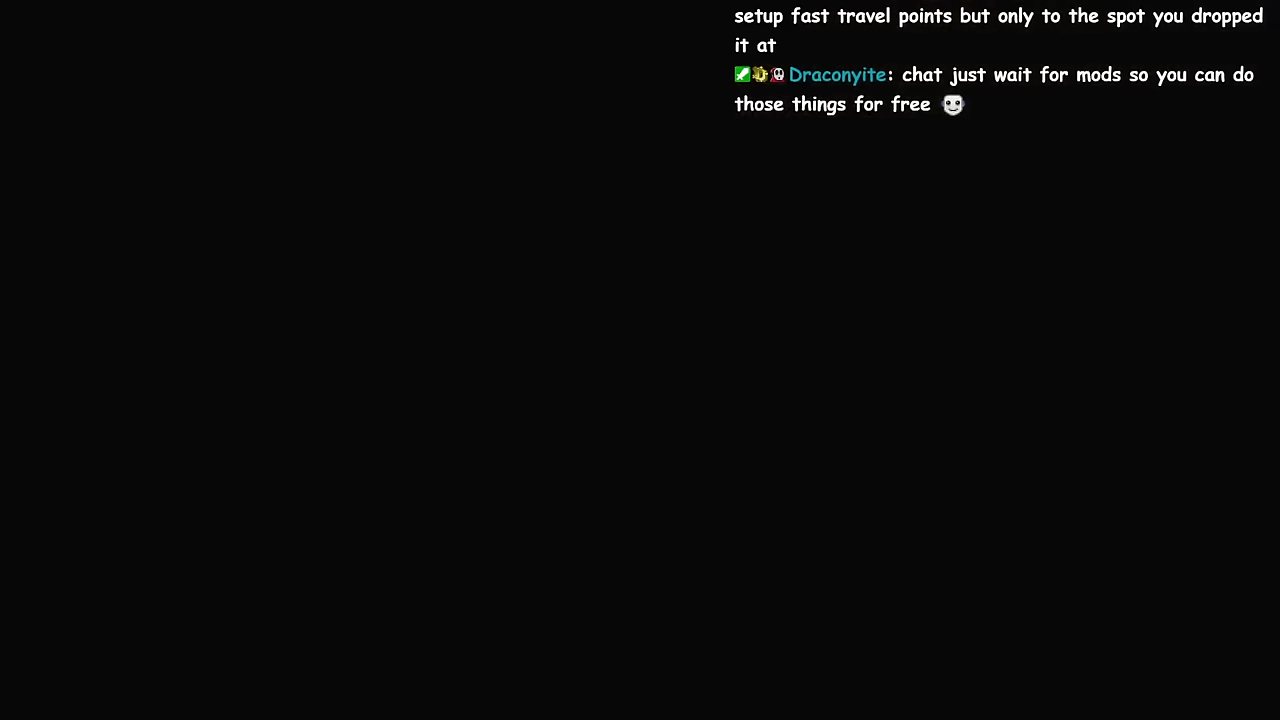 setup fast travel points but only to the spot you dropped
it at
Draconyite: chat just wait for mods so you can do
those things for free